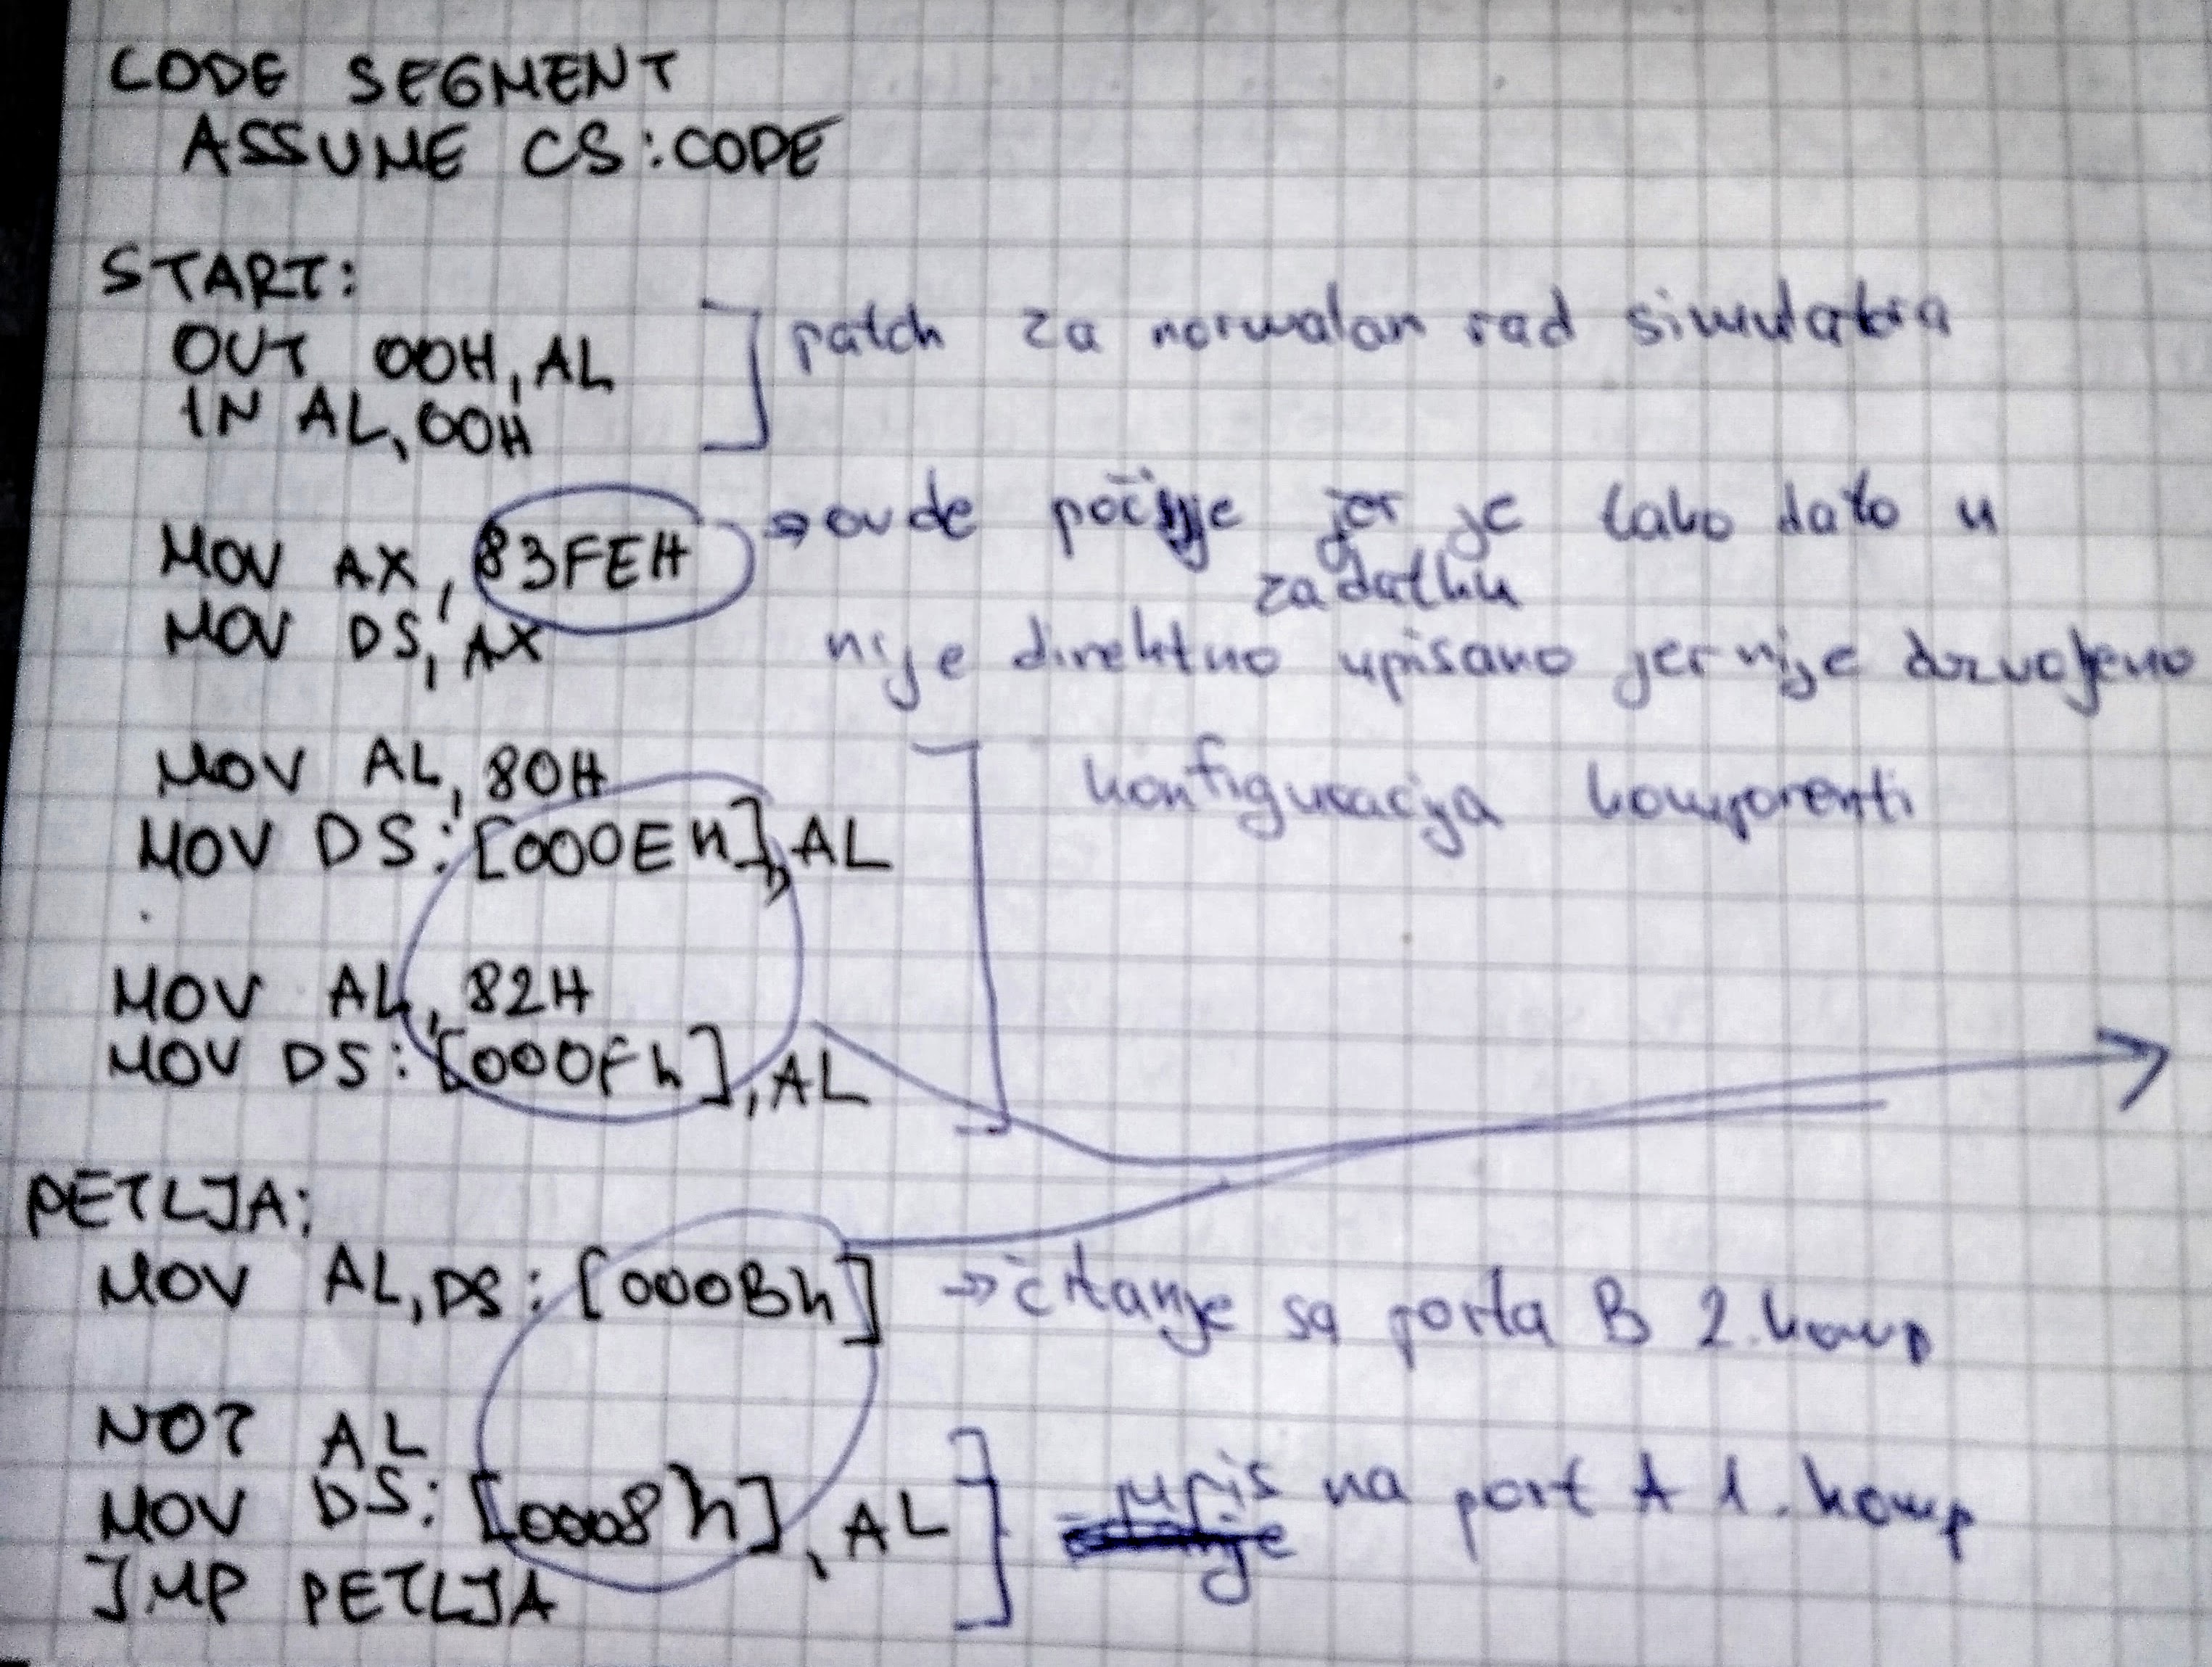 CODE SEGMENT
ASSUME CS:CODE
START:
OUT 00H, AL
IN AL, 00H
patch za normalan rad simulatora
MOV AX, 83FEH
→ ovde počinje jer je tako dato u
zadatku
MOV DS, AX
nije direktno upisano jer nije dozvoljeno
MOV AL, 80H
MOV DS:[000Eh], AL
konfiguracija komponenti
MOV AL, 82H
MOV DS:[000Fh], AL
PETLJA:
MOV AL, DS:[000Bh]
→ čitanje sa porta B 2. komp
NOT AL
MOV DS:[0008h], AL
upis na port A 1. komp
JMP PETLJA